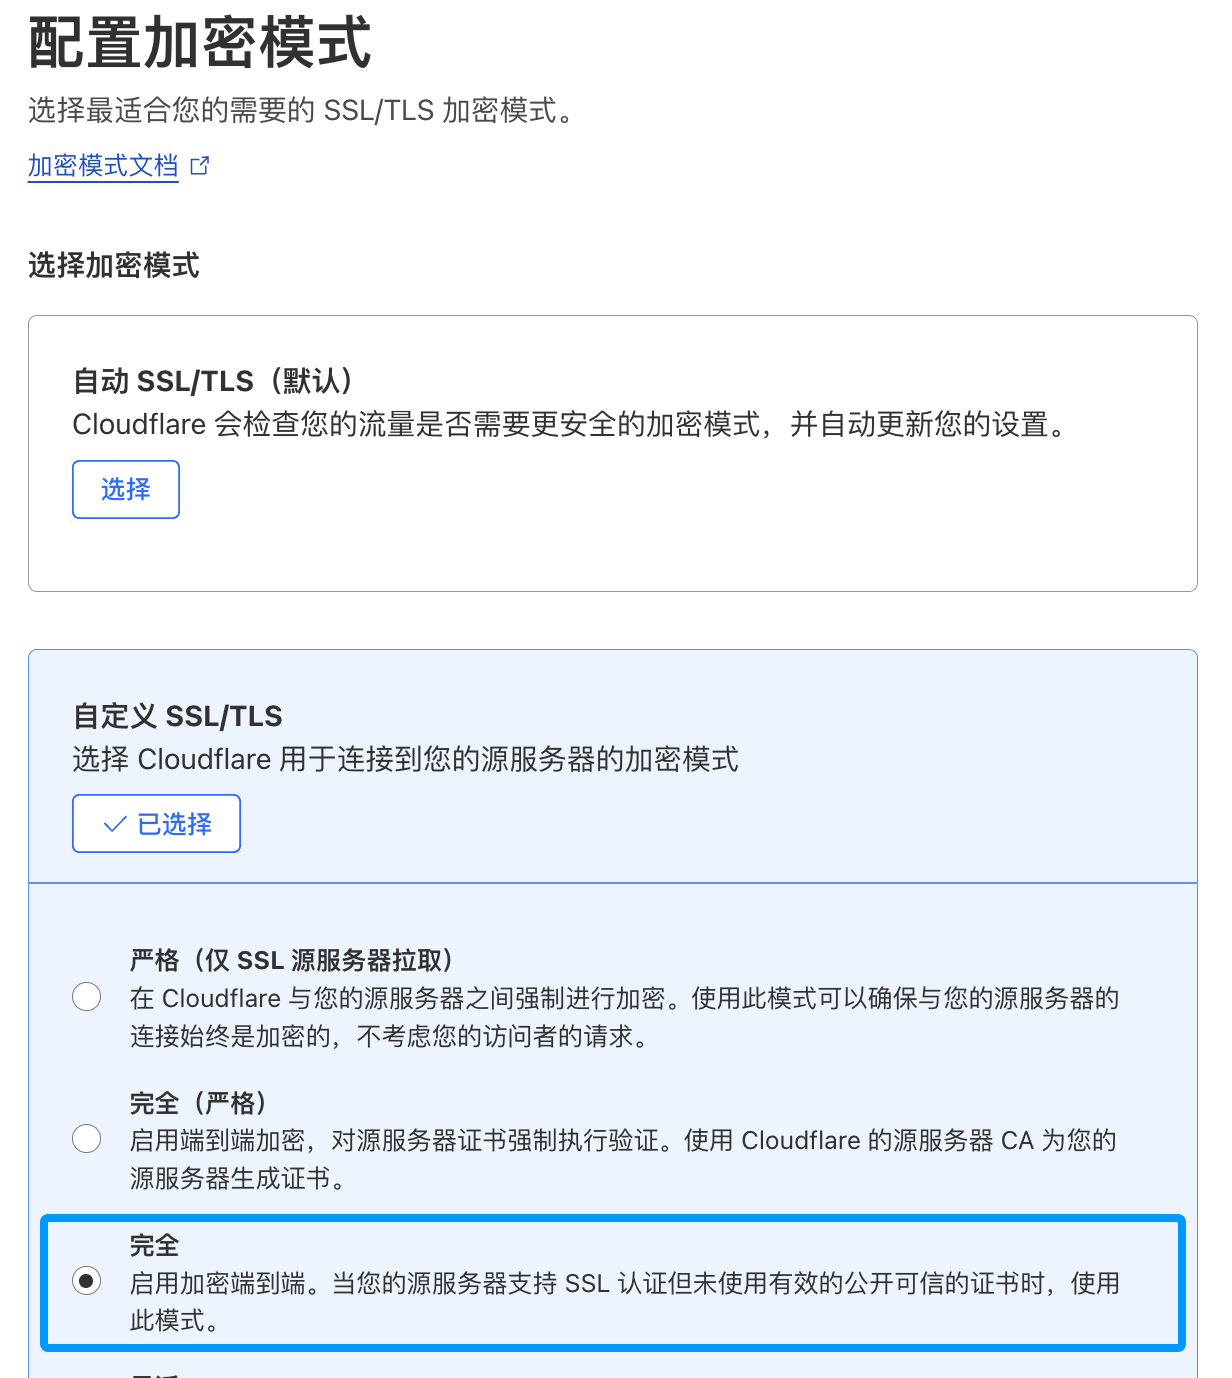 配置加密模式
选择最适合您的需要的 SSL/TLS 加密模式。
加密模式文档
选择加密模式
自动 SSL/TLS（默认）
Cloudflare 会检查您的流量是否需要更安全的加密模式，并自动更新您的设置。
选择
自定义 SSL/TLS
选择 Cloudflare 用于连接到您的源服务器的加密模式
已选择
严格（仅 SSL 源服务器拉取）
在 Cloudflare 与您的源服务器之间强制进行加密。使用此模式可以确保与您的源服务器的
连接始终是加密的，不考虑您的访问者的请求。
完全（严格）
启用端到端加密，对源服务器证书强制执行验证。使用 Cloudflare 的源服务器 CA 为您的
源服务器生成证书。
完全
启用加密端到端。当您的源服务器支持 SSL 认证但未使用有效的公开可信的证书时，使用
此模式。